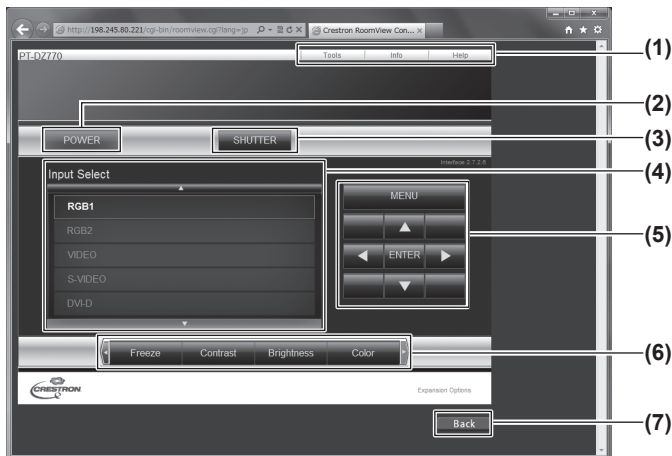 http://198.245.80.221/cgi-bin/roomview.cgi?lang=jp
Crestron RoomView Con...
PT-DZ770
Tools Info Help
(1)
(2)
POWER
SHUTTER
(3)
Interface 2.7.2.6
(4)
Input Select
RGB1
RGB2
VIDEO
S-VIDEO
DVI-D
MENU
ENTER
(5)
Freeze Contrast Brightness Color
(6)
CRESTRON
Expansion Options
Back
(7)